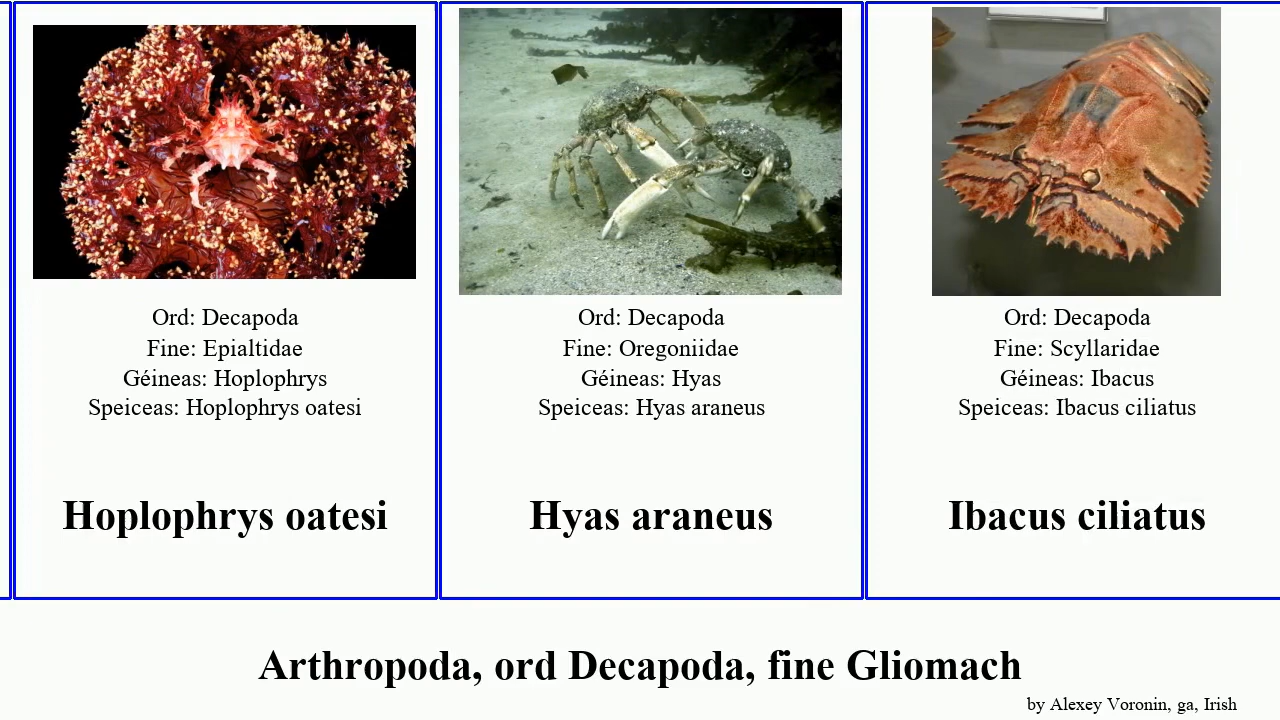 Ord: Decapoda
Fine: Epialtidae
Géineas: Hoplophrys
Speiceas: Hoplophrys oatesi
Hoplophrys oatesi
Ord: Decapoda
Fine: Oregoniidae
Géineas: Hyas
Speiceas: Hyas araneus
Hyas araneus
Ord: Decapoda
Fine: Scyllaridae
Géineas: Ibacus
Speiceas: Ibacus ciliatus
Ibacus ciliatus
Arthropoda, ord Decapoda, fine Gliomach
by Alexey Voronin, ga, Irish